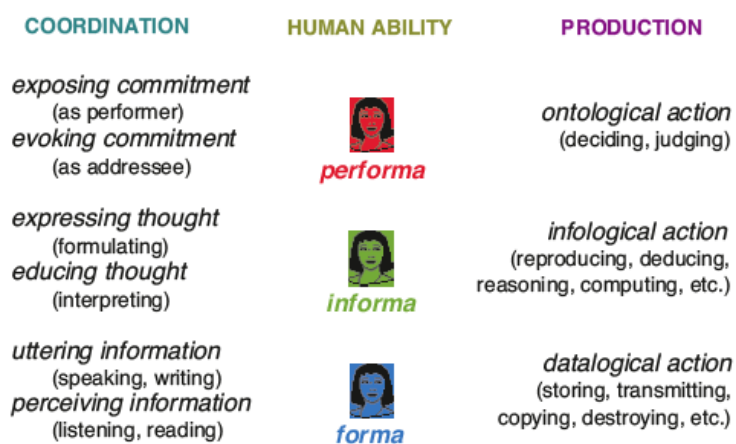 COORDINATION HUMAN ABILITY PRODUCTION
exposing commitment
(as performer)
evoking commitment
(as addressee)
performa
ontological action
(deciding, judging)
expressing thought
(formulating)
educing thought
(interpreting)
informa
infological action
(reproducing, deducing,
reasoning, computing, etc.)
uttering information
(speaking, writing)
perceiving information
(listening, reading)
forma
datalogical action
(storing, transmitting,
copying, destroying, etc.)